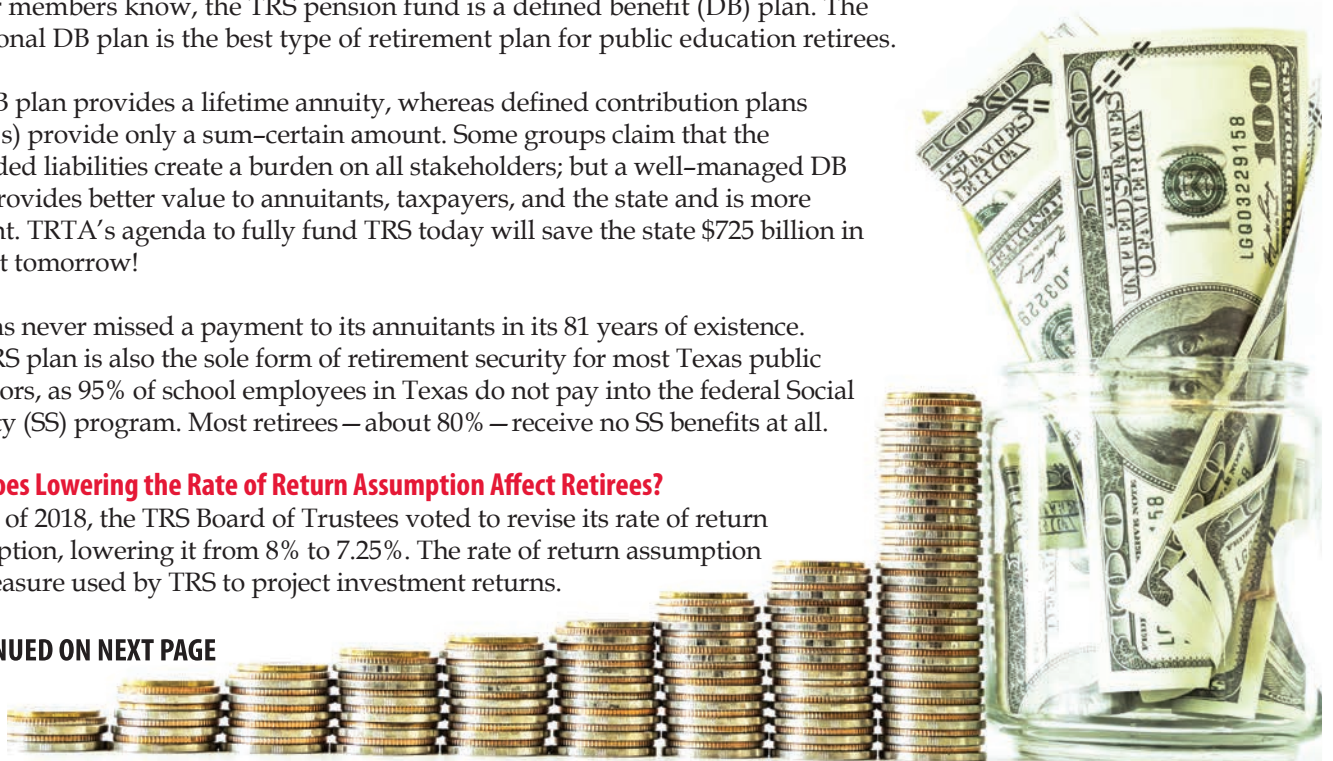 r members know, the TRS pension fund is a defined benefit (DB) plan. The
onal DB plan is the best type of retirement plan for public education retirees.
B plan provides a lifetime annuity, whereas defined contribution plans
s) provide only a sum–certain amount. Some groups claim that the
ded liabilities create a burden on all stakeholders; but a well–managed DB
rovides better value to annuitants, taxpayers, and the state and is more
nt. TRTA’s agenda to fully fund TRS today will save the state $725 billion in
t tomorrow!
as never missed a payment to its annuitants in its 81 years of existence.
RS plan is also the sole form of retirement security for most Texas public
ors, as 95% of school employees in Texas do not pay into the federal Social
ty (SS) program. Most retirees—about 80%—receive no SS benefits at all.
oes Lowering the Rate of Return Assumption Affect Retirees?
of 2018, the TRS Board of Trustees voted to revise its rate of return
ption, lowering it from 8% to 7.25%. The rate of return assumption
easure used by TRS to project investment returns.
NUED ON NEXT PAGE
THE
UNITED STATES
OF AMERICA
LGQ03229158
100